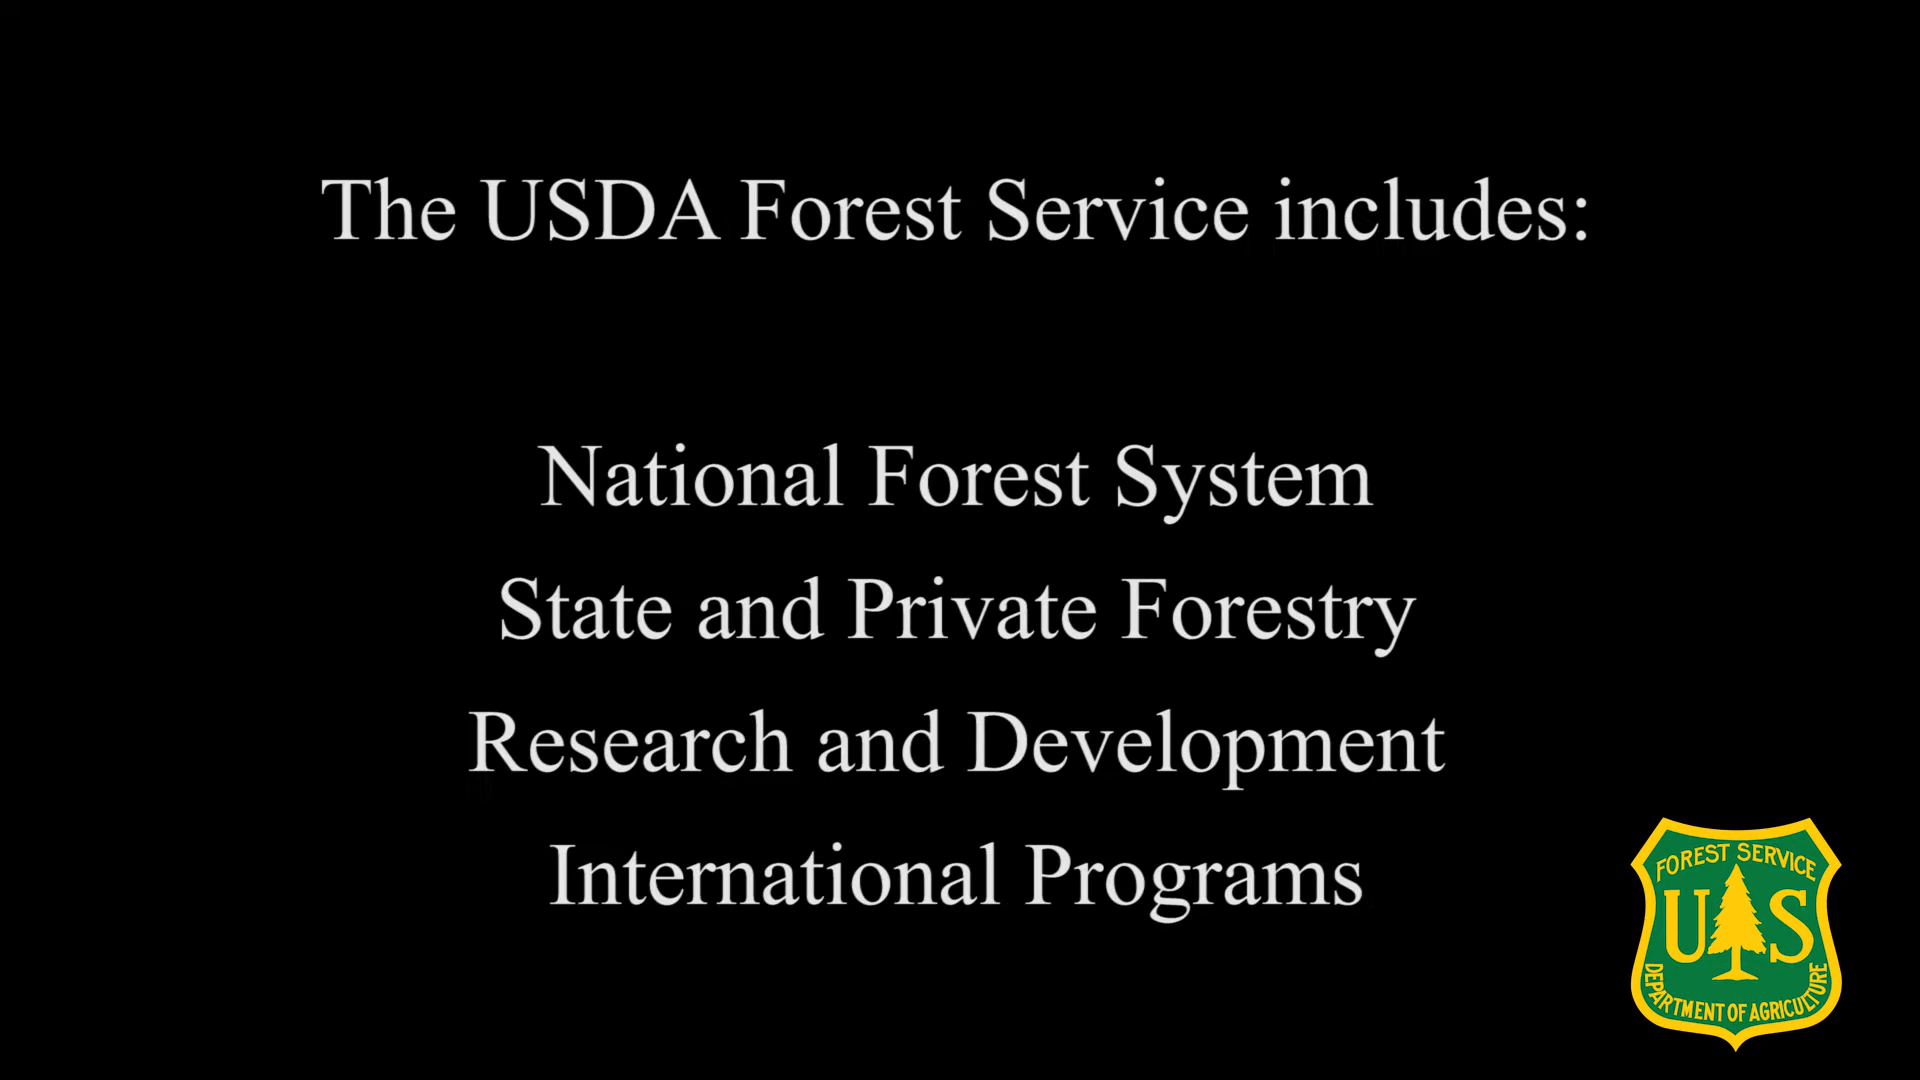 The USDA Forest Service includes:
National Forest System
State and Private Forestry
Research and Development
International Programs
FOREST SERVICE
U S
DEPARTMENT OF AGRICULTURE